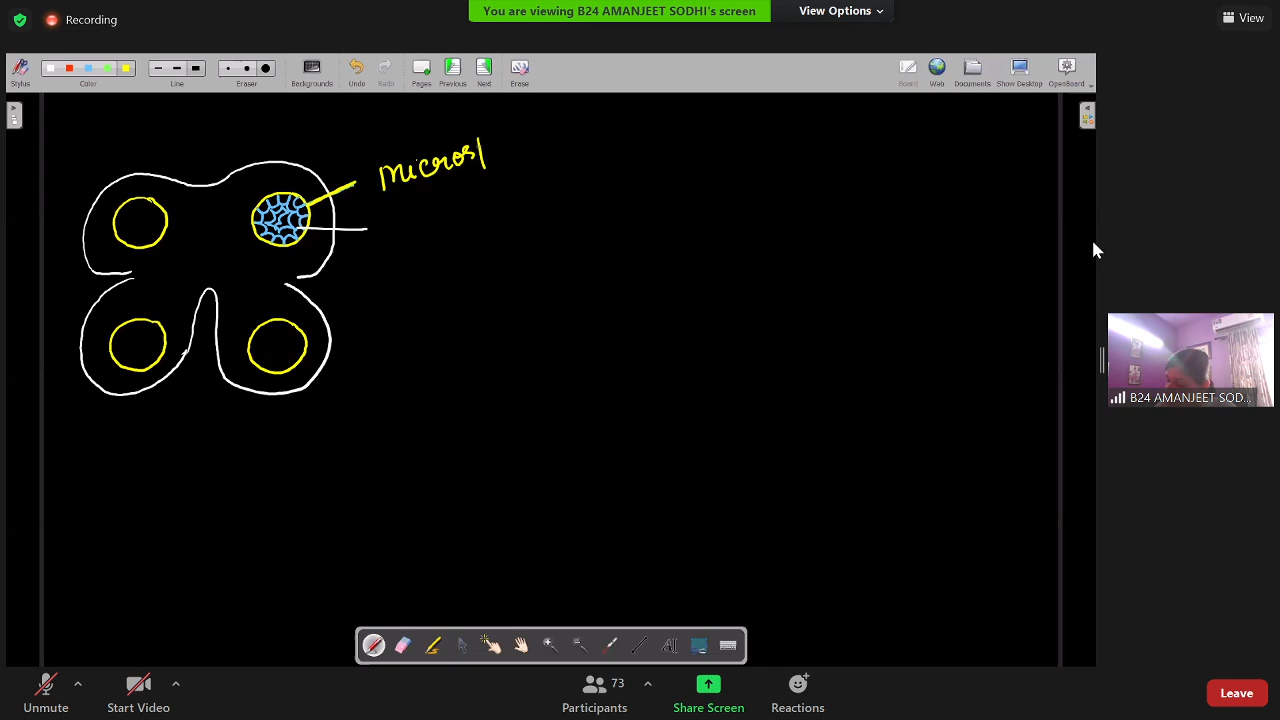 Recording
You are viewing B24 AMANJEET SODHI's screen
View Options
View
Stylus
Color
Line
Eraser
Backgrounds
Undo
Redo
Pages
Previous
Next
Erase
Board
Web
Documents
Show Desktop
OpenBoard
microsp
B24 AMANJEET SOD...
Unmute
Start Video
73
Participants
Share Screen
Reactions
Leave